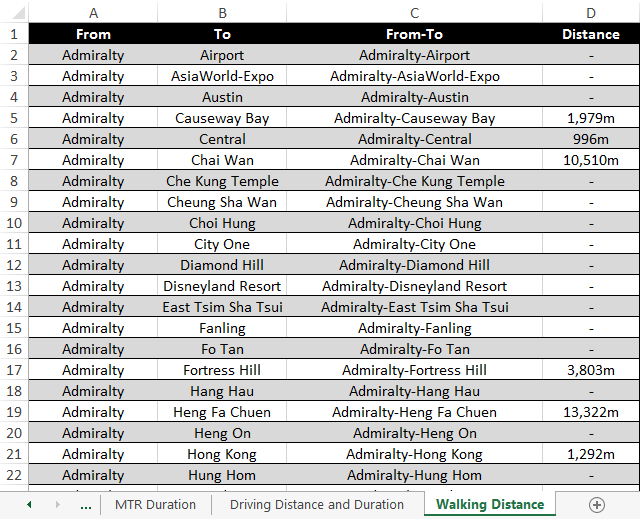 A B C D
1 From To From-To Distance
2 Admiralty Airport Admiralty-Airport -
3 Admiralty AsiaWorld-Expo Admiralty-AsiaWorld-Expo -
4 Admiralty Austin Admiralty-Austin -
5 Admiralty Causeway Bay Admiralty-Causeway Bay 1,979m
6 Admiralty Central Admiralty-Central 996m
7 Admiralty Chai Wan Admiralty-Chai Wan 10,510m
8 Admiralty Che Kung Temple Admiralty-Che Kung Temple -
9 Admiralty Cheung Sha Wan Admiralty-Cheung Sha Wan -
10 Admiralty Choi Hung Admiralty-Choi Hung -
11 Admiralty City One Admiralty-City One -
12 Admiralty Diamond Hill Admiralty-Diamond Hill -
13 Admiralty Disneyland Resort Admiralty-Disneyland Resort -
14 Admiralty East Tsim Sha Tsui Admiralty-East Tsim Sha Tsui -
15 Admiralty Fanling Admiralty-Fanling -
16 Admiralty Fo Tan Admiralty-Fo Tan -
17 Admiralty Fortress Hill Admiralty-Fortress Hill 3,803m
18 Admiralty Hang Hau Admiralty-Hang Hau -
19 Admiralty Heng Fa Chuen Admiralty-Heng Fa Chuen 13,322m
20 Admiralty Heng On Admiralty-Heng On -
21 Admiralty Hong Kong Admiralty-Hong Kong 1,292m
22 Admiralty Hung Hom Admiralty-Hung Hom -
... MTR Duration Driving Distance and Duration Walking Distance